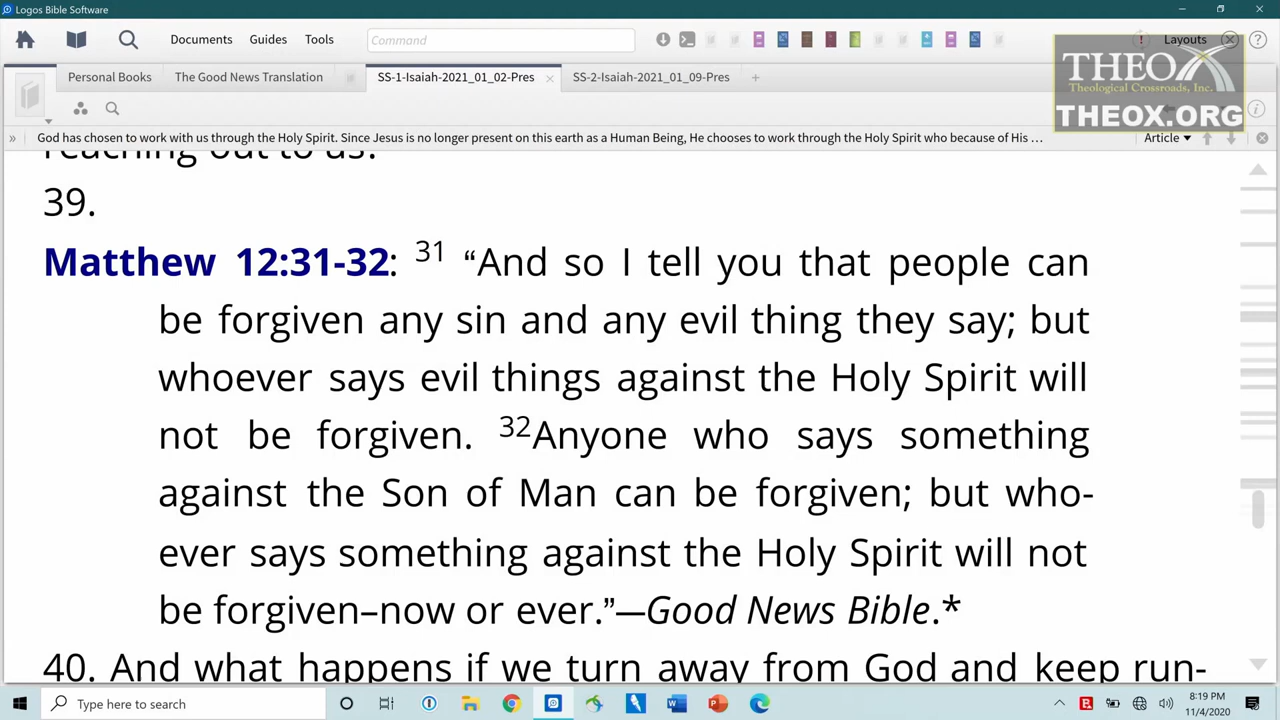 Logos Bible Software
Documents Guides Tools Command Layouts
THEOX
Theological Crossroads, Inc.
THEOX.ORG
Personal Books The Good News Translation SS-1-Isaiah-2021_01_02-Pres SS-2-Isaiah-2021_01_09-Pres
God has chosen to work with us through the Holy Spirit. Since Jesus is no longer present on this earth as a Human Being, He chooses to work through the Holy Spirit who because of His ... Article
reaching out to us?
39.
Matthew 12:31-32: 31 “And so I tell you that people can
be forgiven any sin and any evil thing they say; but
whoever says evil things against the Holy Spirit will
not be forgiven. 32Anyone who says something
against the Son of Man can be forgiven; but who-
ever says something against the Holy Spirit will not
be forgiven–now or ever.”—Good News Bible.*
40. And what happens if we turn away from God and keep run-
Type here to search
8:19 PM
11/4/2020